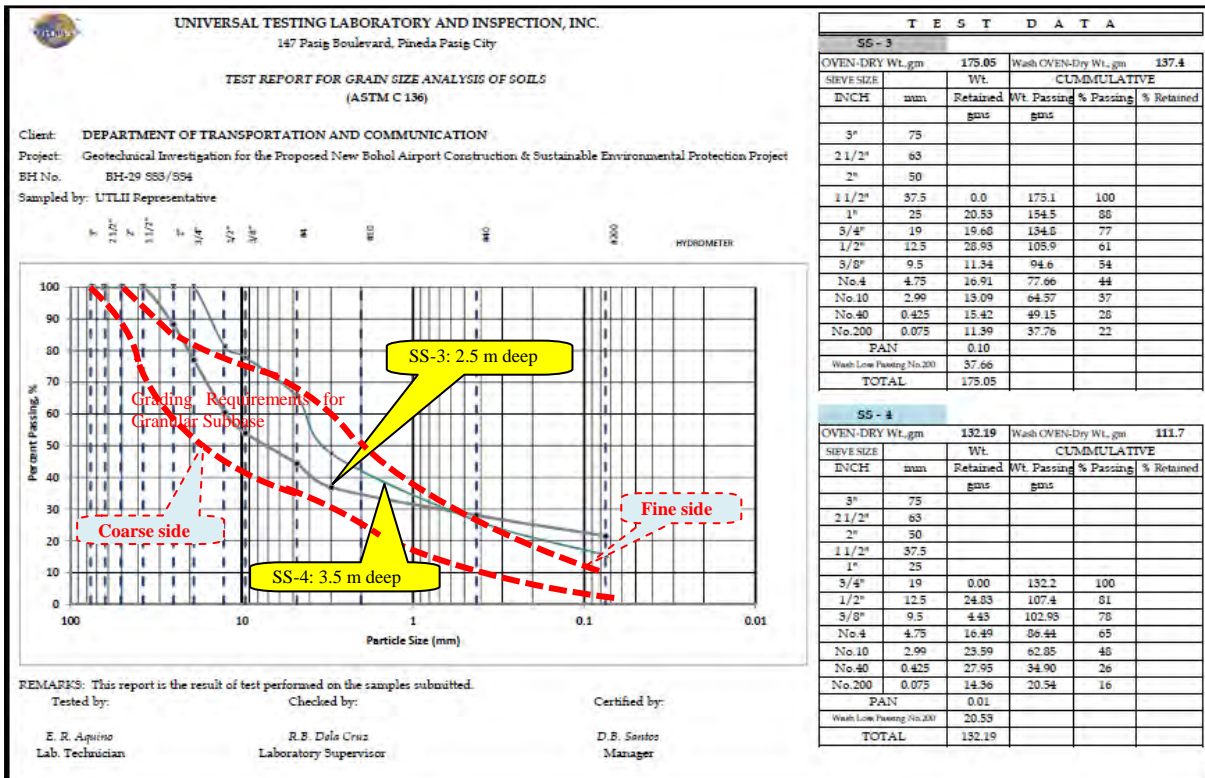 UNIVERSAL TESTING LABORATORY AND INSPECTION, INC.
147 Pasig Boulevard, Pineda Pasig City
TEST REPORT FOR GRAIN SIZE ANALYSIS OF SOILS
(ASTM C 136)
Client: DEPARTMENT OF TRANSPORTATION AND COMMUNICATION
Project: Geotechnical Investigation for the Proposed New Bohol Airport Construction & Sustainable Environmental Protection Project
BH No. BH-29 SS3/SS4
Sampled by: UTLII Representative
3" 2 1/2" 2" 1 1/2" 1" 3/4" 1/2" 3/8" #4 #10 #40 #200 HYDROMETER
100
90
80
70
60
50
40
30
20
10
0
Percent Passing, %
100 10 1 0.1 0.01
Particle Size (mm)
SS-3: 2.5 m deep
Grading Requirements for
Granular Subbase
Coarse side
Fine side
SS-4: 3.5 m deep
REMARKS: This report is the result of test performed on the samples submitted.
Tested by: Checked by: Certified by:
E. R. Aquino R.B. Dela Cruz D.B. Santos
Lab. Technician Laboratory Supervisor Manager
T E S T D A T A
SS - 3
OVEN-DRY Wt.,gm 175.05 Wash OVEN-Dry Wt., gm 137.4
SIEVE SIZE Wt. CUMMULATIVE
INCH mm Retained Wt. Passing % Passing % Retained
gms gms
3" 75
2 1/2" 63
2" 50
1 1/2" 37.5 0.0 175.1 100
1" 25 20.53 154.5 88
3/4" 19 19.68 134.8 77
1/2" 12.5 28.93 105.9 61
3/8" 9.5 11.34 94.6 54
No.4 4.75 16.91 77.66 44
No.10 2.99 13.09 64.57 37
No.40 0.425 15.42 49.15 28
No.200 0.075 11.39 37.76 22
PAN 0.10
Wash Loss Passing No.200 37.66
TOTAL 175.05
SS - 4
OVEN-DRY Wt.,gm 132.19 Wash OVEN-Dry Wt., gm 111.7
SIEVE SIZE Wt. CUMMULATIVE
INCH mm Retained Wt. Passing % Passing % Retained
gms gms
3" 75
2 1/2" 63
2" 50
1 1/2" 37.5
1" 25
3/4" 19 0.00 132.2 100
1/2" 12.5 24.83 107.4 81
3/8" 9.5 4.43 102.93 78
No.4 4.75 16.49 86.44 65
No.10 2.99 23.59 62.85 48
No.40 0.425 27.95 34.90 26
No.200 0.075 14.36 20.54 16
PAN 0.01
Wash Loss Passing No.200 20.53
TOTAL 132.19